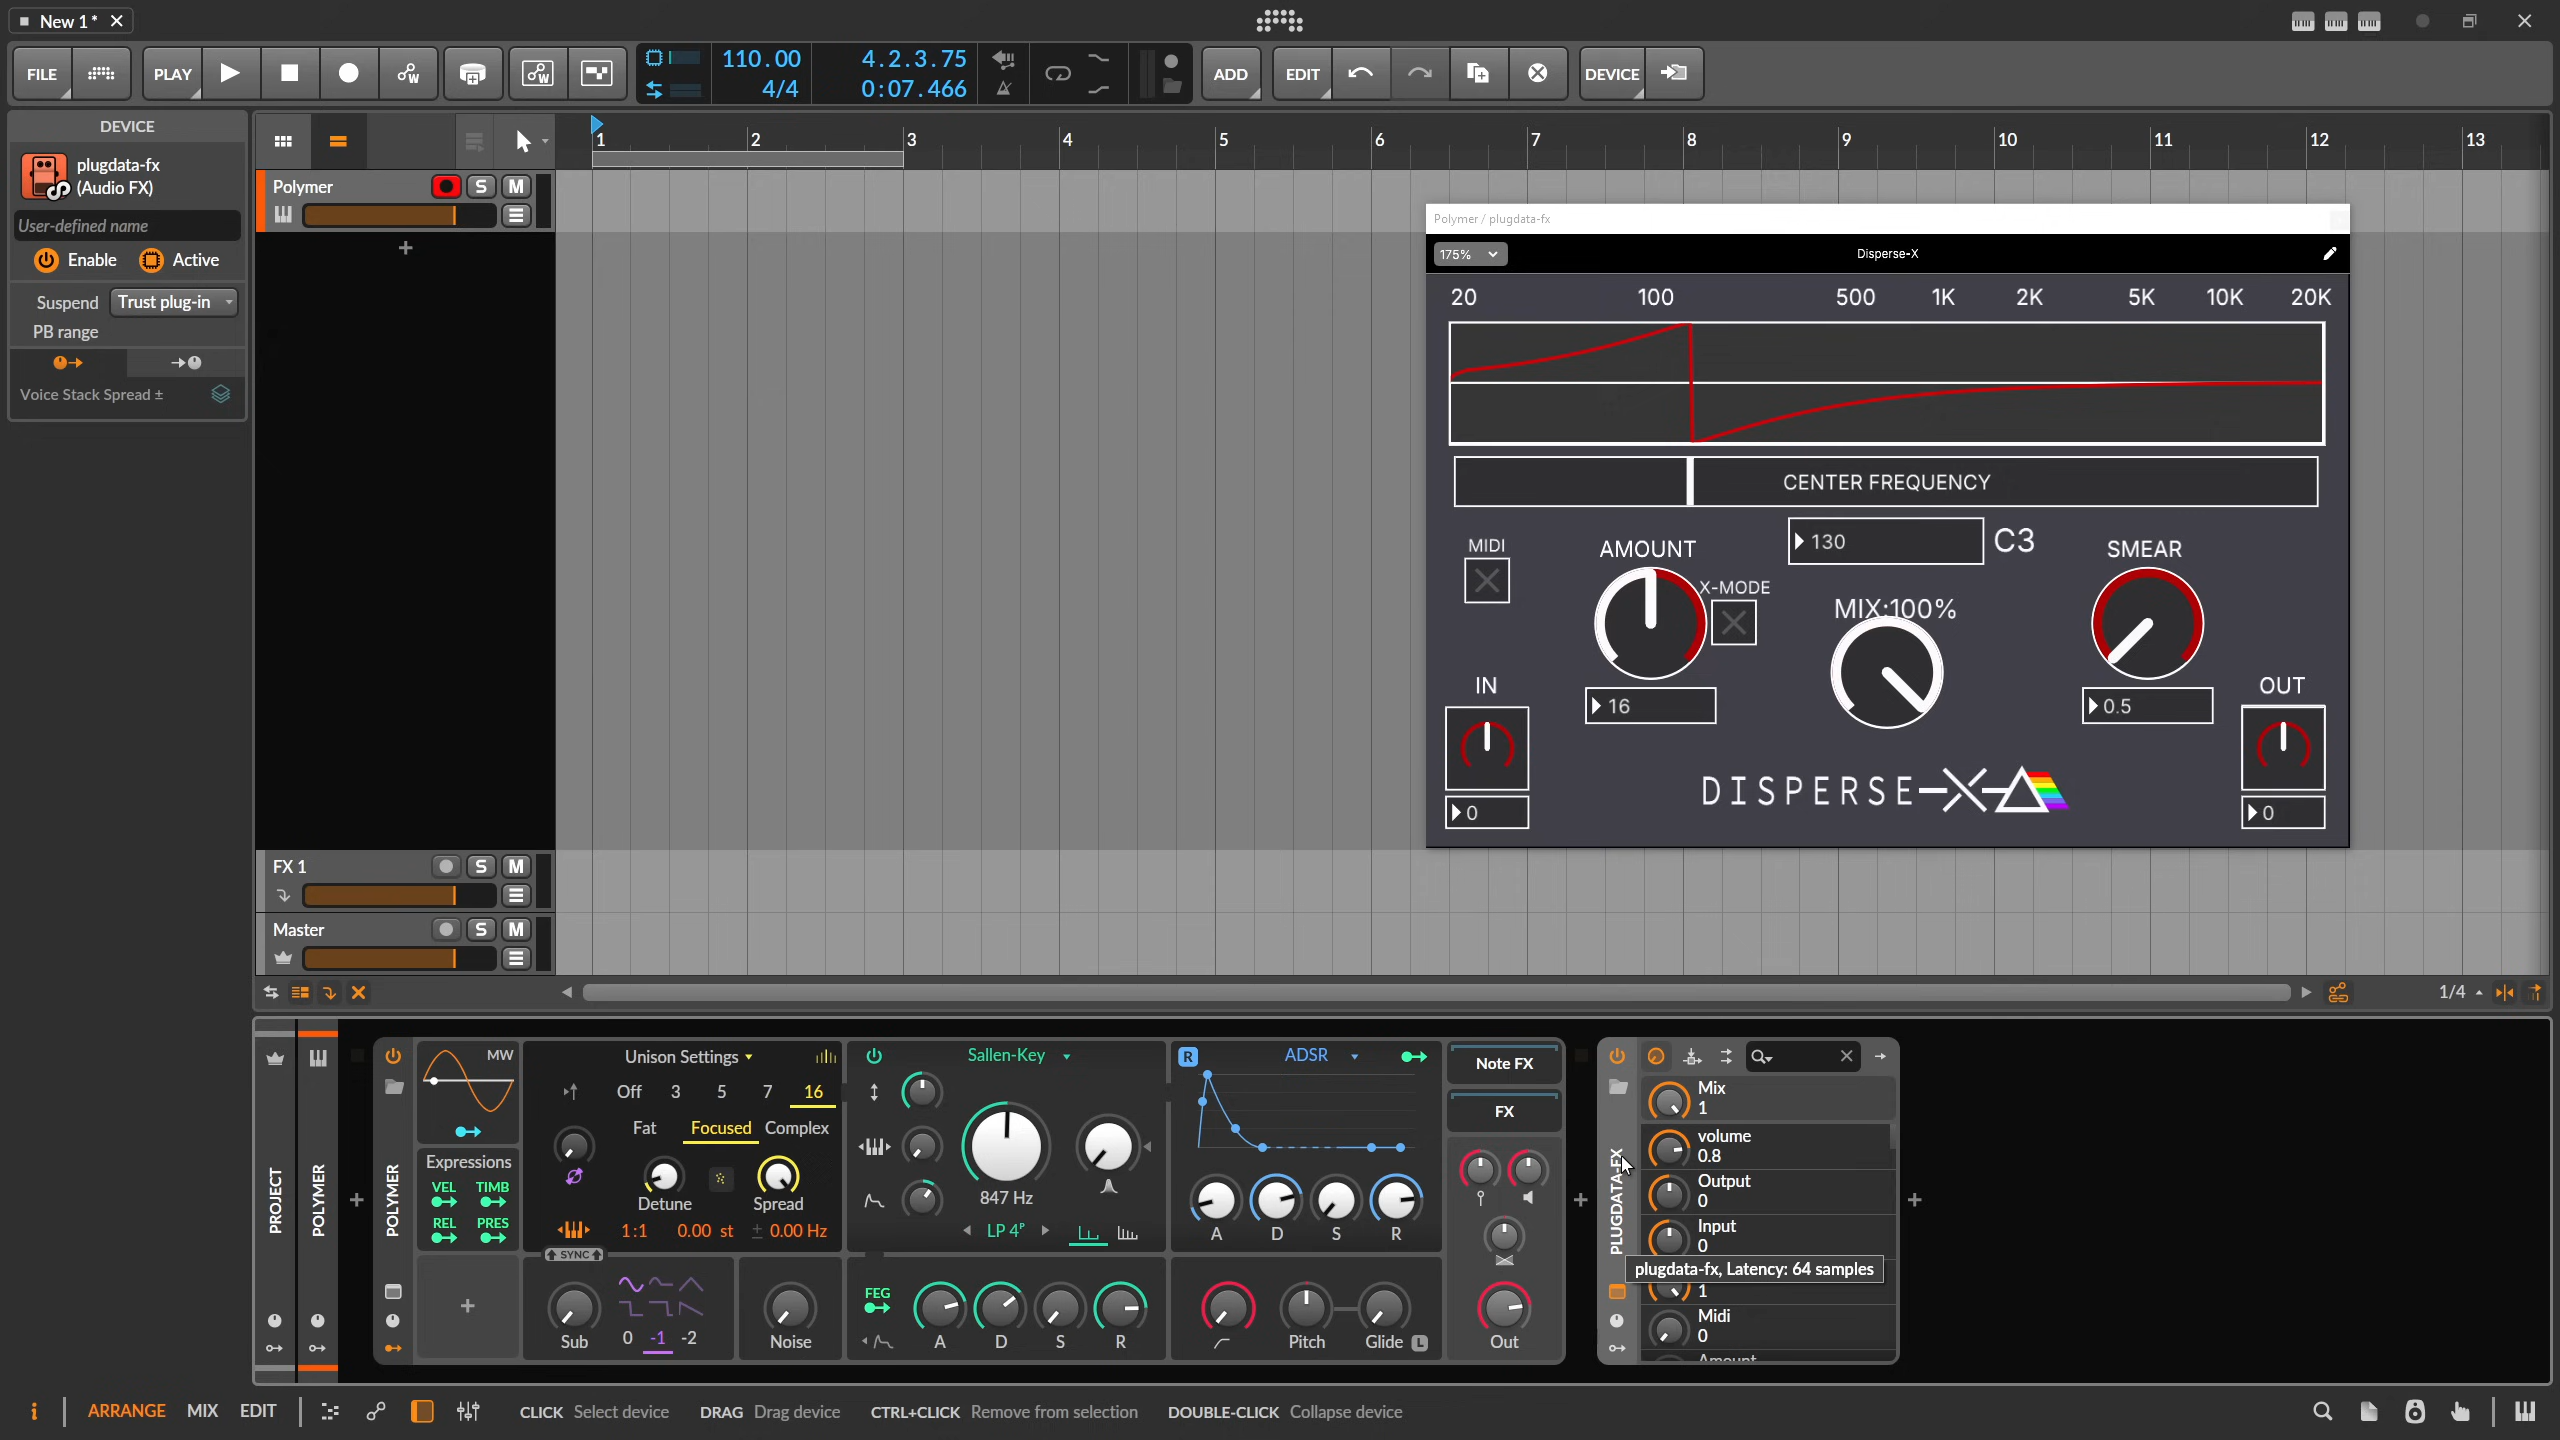 New 1 *
FILE
PLAY
110.00
4/4
4.2.3.75
0:07.466
ADD
EDIT
DEVICE
DEVICE
plugdata-fx
(Audio FX)
User-defined name
Enable
Active
Suspend
Trust plug-in
PB range
Voice Stack Spread ±
1 2 3 4 5 6 7 8 9 10 11 12 13
Polymer
S M
Polymer / plugdata-fx
175%
Disperse-X
20 100 500 1K 2K 5K 10K 20K
CENTER FREQUENCY
130
C3
MIDI
AMOUNT
X-MODE
MIX:100%
SMEAR
16
0.5
IN
OUT
0
0
DISPERSE-X-
FX 1
S M
Master
S M
1/4
PROJECT
POLYMER
POLYMER
MW
Expressions
VEL TIMB
REL PRES
Unison Settings
Off 3 5 7 16
Fat Focused Complex
Detune Spread
1:1 0.00 st ± 0.00 Hz
SYNC
Sub
0 -1 -2
Noise
Sallen-Key
847 Hz
LP 4ᴾ
FEG
A D S R
R
ADSR
A D S R
Pitch
Glide L
Note FX
FX
Out
PLUGDATA-FX
Mix
1
volume
0.8
Output
0
Input
0
plugdata-fx, Latency: 64 samples
1
Midi
0
Amount
i
ARRANGE MIX EDIT
CLICK Select device DRAG Drag device CTRL+CLICK Remove from selection DOUBLE-CLICK Collapse device